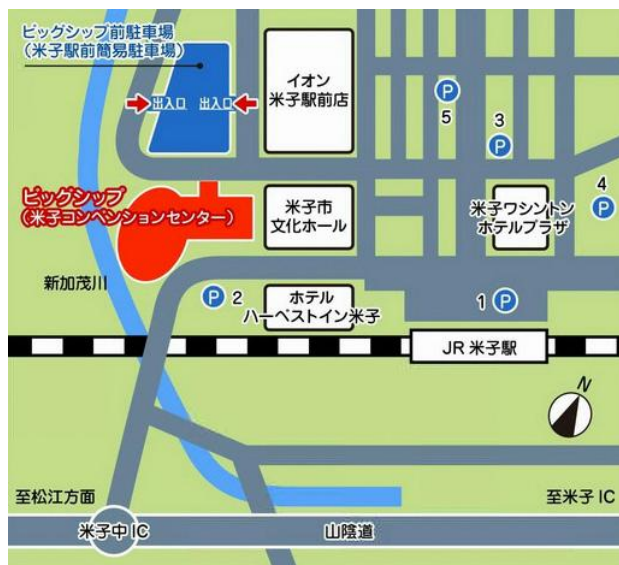 ビッグシップ前駐車場
(米子駅前簡易駐車場)
出入口 出入口
イオン
米子駅前店
P
5
3
P
4
P
ビッグシップ
(米子コンベンションセンター)
米子市
文化ホール
米子ワシントン
ホテルプラザ
新加茂川
P 2
ホテル
ハーベストイン米子
1 P
JR 米子駅
N
至松江方面
至米子 IC
米子中 IC
山陰道